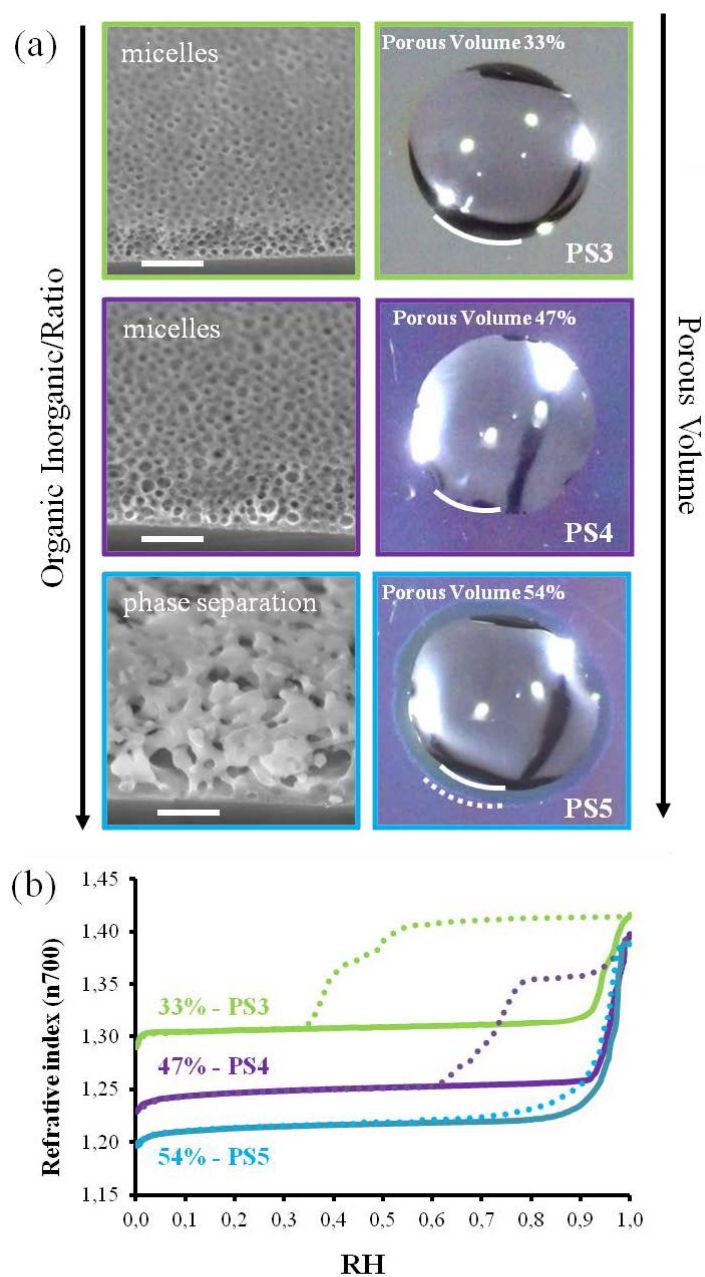 (a)
micelles
Porous Volume 33%
PS3
micelles
Porous Volume 47%
PS4
phase separation
Porous Volume 54%
PS5
Organic Inorganic/Ratio
Porous Volume
(b)
1,45
1,40
1,35
1,30
1,25
1,20
1,15
Refrative index (n700)
33% - PS3
47% - PS4
54% - PS5
0,0 0,1 0,2 0,3 0,4 0,5 0,6 0,7 0,8 0,9 1,0
RH